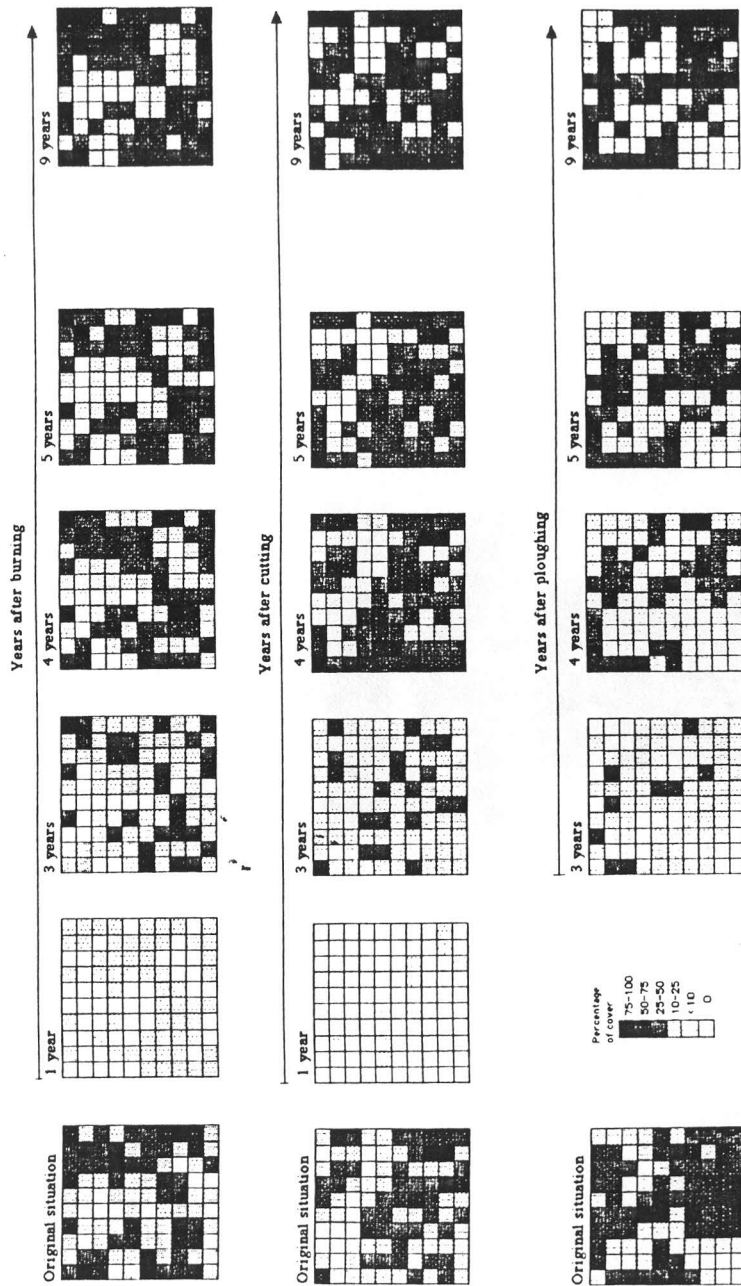 Years after burning
Original situation
1 year
3 years
4 years
5 years
9 years
Years after cutting
Original situation
1 year
3 years
4 years
5 years
9 years
Years after ploughing
Original situation
3 years
4 years
5 years
9 years
Percentage
of cover
75-100
50-75
25-50
10-25
<10
0